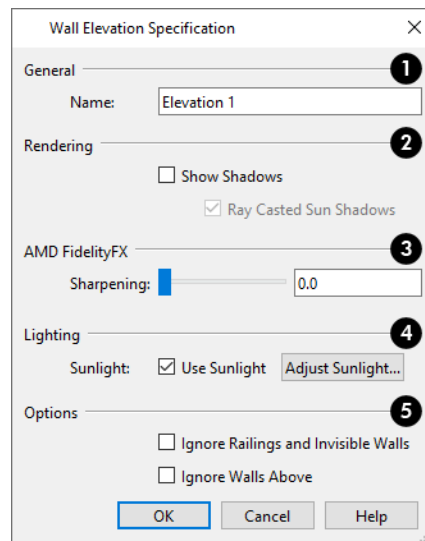 Wall Elevation Specification
General 1
Name: Elevation 1
Rendering 2
Show Shadows
Ray Casted Sun Shadows
AMD FidelityFX 3
Sharpening: 0.0
Lighting 4
Sunlight: Use Sunlight Adjust Sunlight...
Options 5
Ignore Railings and Invisible Walls
Ignore Walls Above
OK Cancel Help